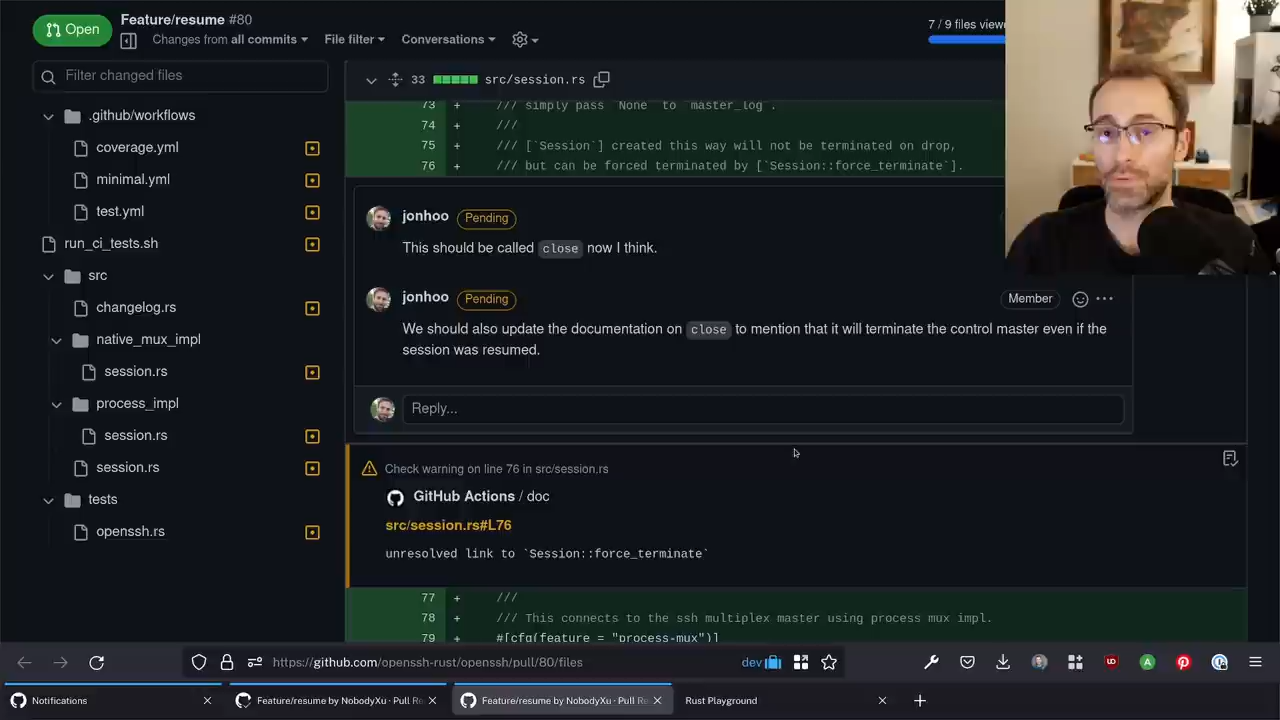 Open
Feature/resume #80
Changes from all commits
File filter
Conversations
7 / 9 files viewe
Filter changed files
.github/workflows
coverage.yml
minimal.yml
test.yml
run_ci_tests.sh
src
changelog.rs
native_mux_impl
session.rs
process_impl
session.rs
session.rs
tests
openssh.rs
33 src/session.rs
73 + /// simply pass `None` to `master_log`.
74 + ///
75 + /// [`Session`] created this way will not be terminated on drop,
76 + /// but can be forced terminated by [`Session::force_terminate`].
jonhoo Pending
This should be called close now I think.
jonhoo Pending Member
We should also update the documentation on close to mention that it will terminate the control master even if the
session was resumed.
Reply...
Check warning on line 76 in src/session.rs
GitHub Actions / doc
src/session.rs#L76
unresolved link to `Session::force_terminate`
77 + ///
78 + /// This connects to the ssh multiplex master using process mux impl.
79 + #[cfg(feature = "process-mux")]
https://github.com/openssh-rust/openssh/pull/80/files
dev
Notifications
Feature/resume by NobodyXu · Pull Re
Feature/resume by NobodyXu · Pull Re
Rust Playground